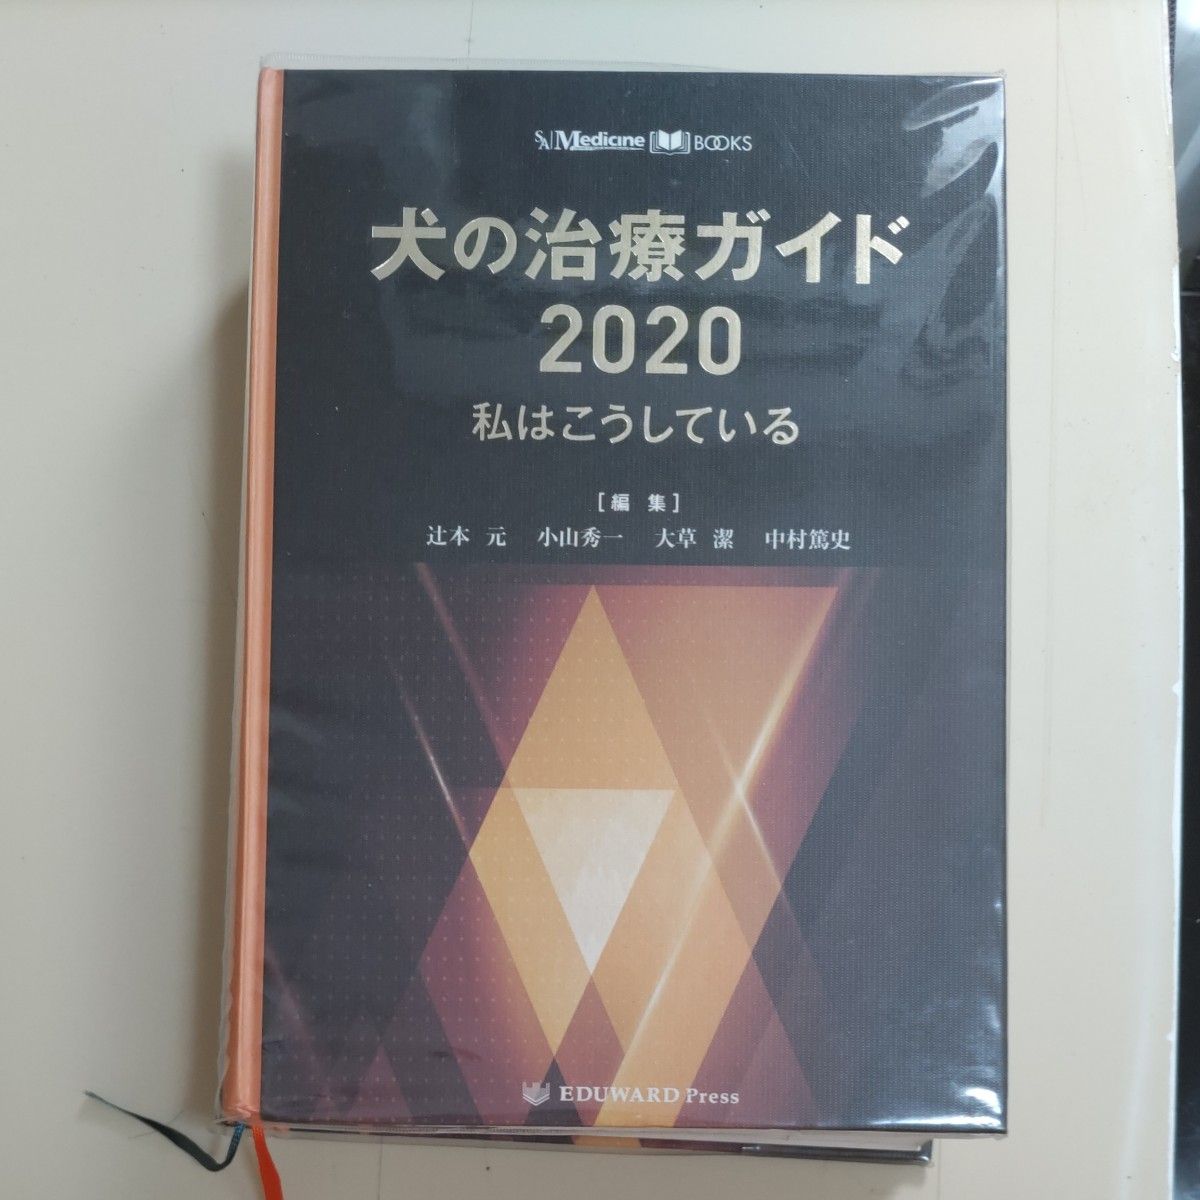 SA Medicine BOOKS
犬の治療ガイド
2020
私はこうしている
[編 集]
辻本 元 小山秀一 大草 潔 中村篤史
EDUWARD Press